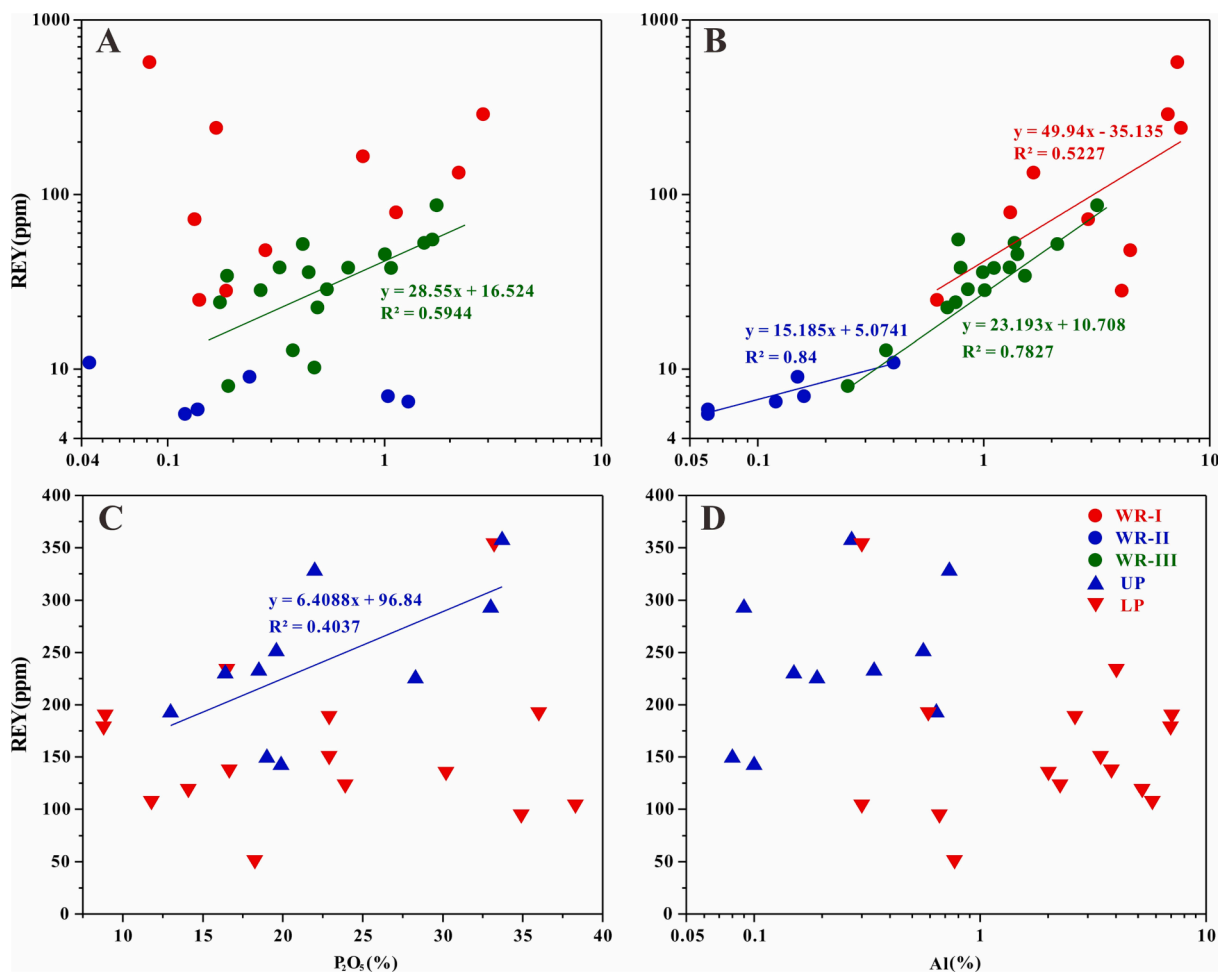 A
1000
100
10
4
REY(ppm)
y = 28.55x + 16.524
R² = 0.5944
0.04
0.1
1
10
B
1000
100
10
4
y = 49.94x - 35.135
R² = 0.5227
y = 15.185x + 5.0741
R² = 0.84
y = 23.193x + 10.708
R² = 0.7827
0.05
0.1
1
10
C
400
350
300
250
200
150
100
50
0
REY(ppm)
y = 6.4088x + 96.84
R² = 0.4037
10
15
20
25
30
35
40
P₂O₅(%)
D
400
350
300
250
200
150
100
50
0
WR-I
WR-II
WR-III
UP
LP
0.05
0.1
1
10
Al(%)